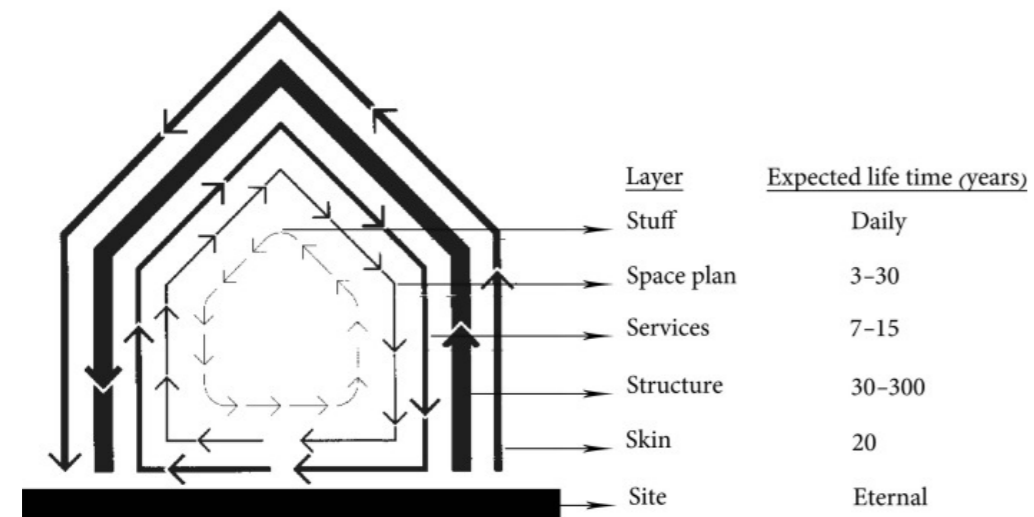 Layer Expected life time (years)
Stuff Daily
Space plan 3–30
Services 7–15
Structure 30–300
Skin 20
Site Eternal